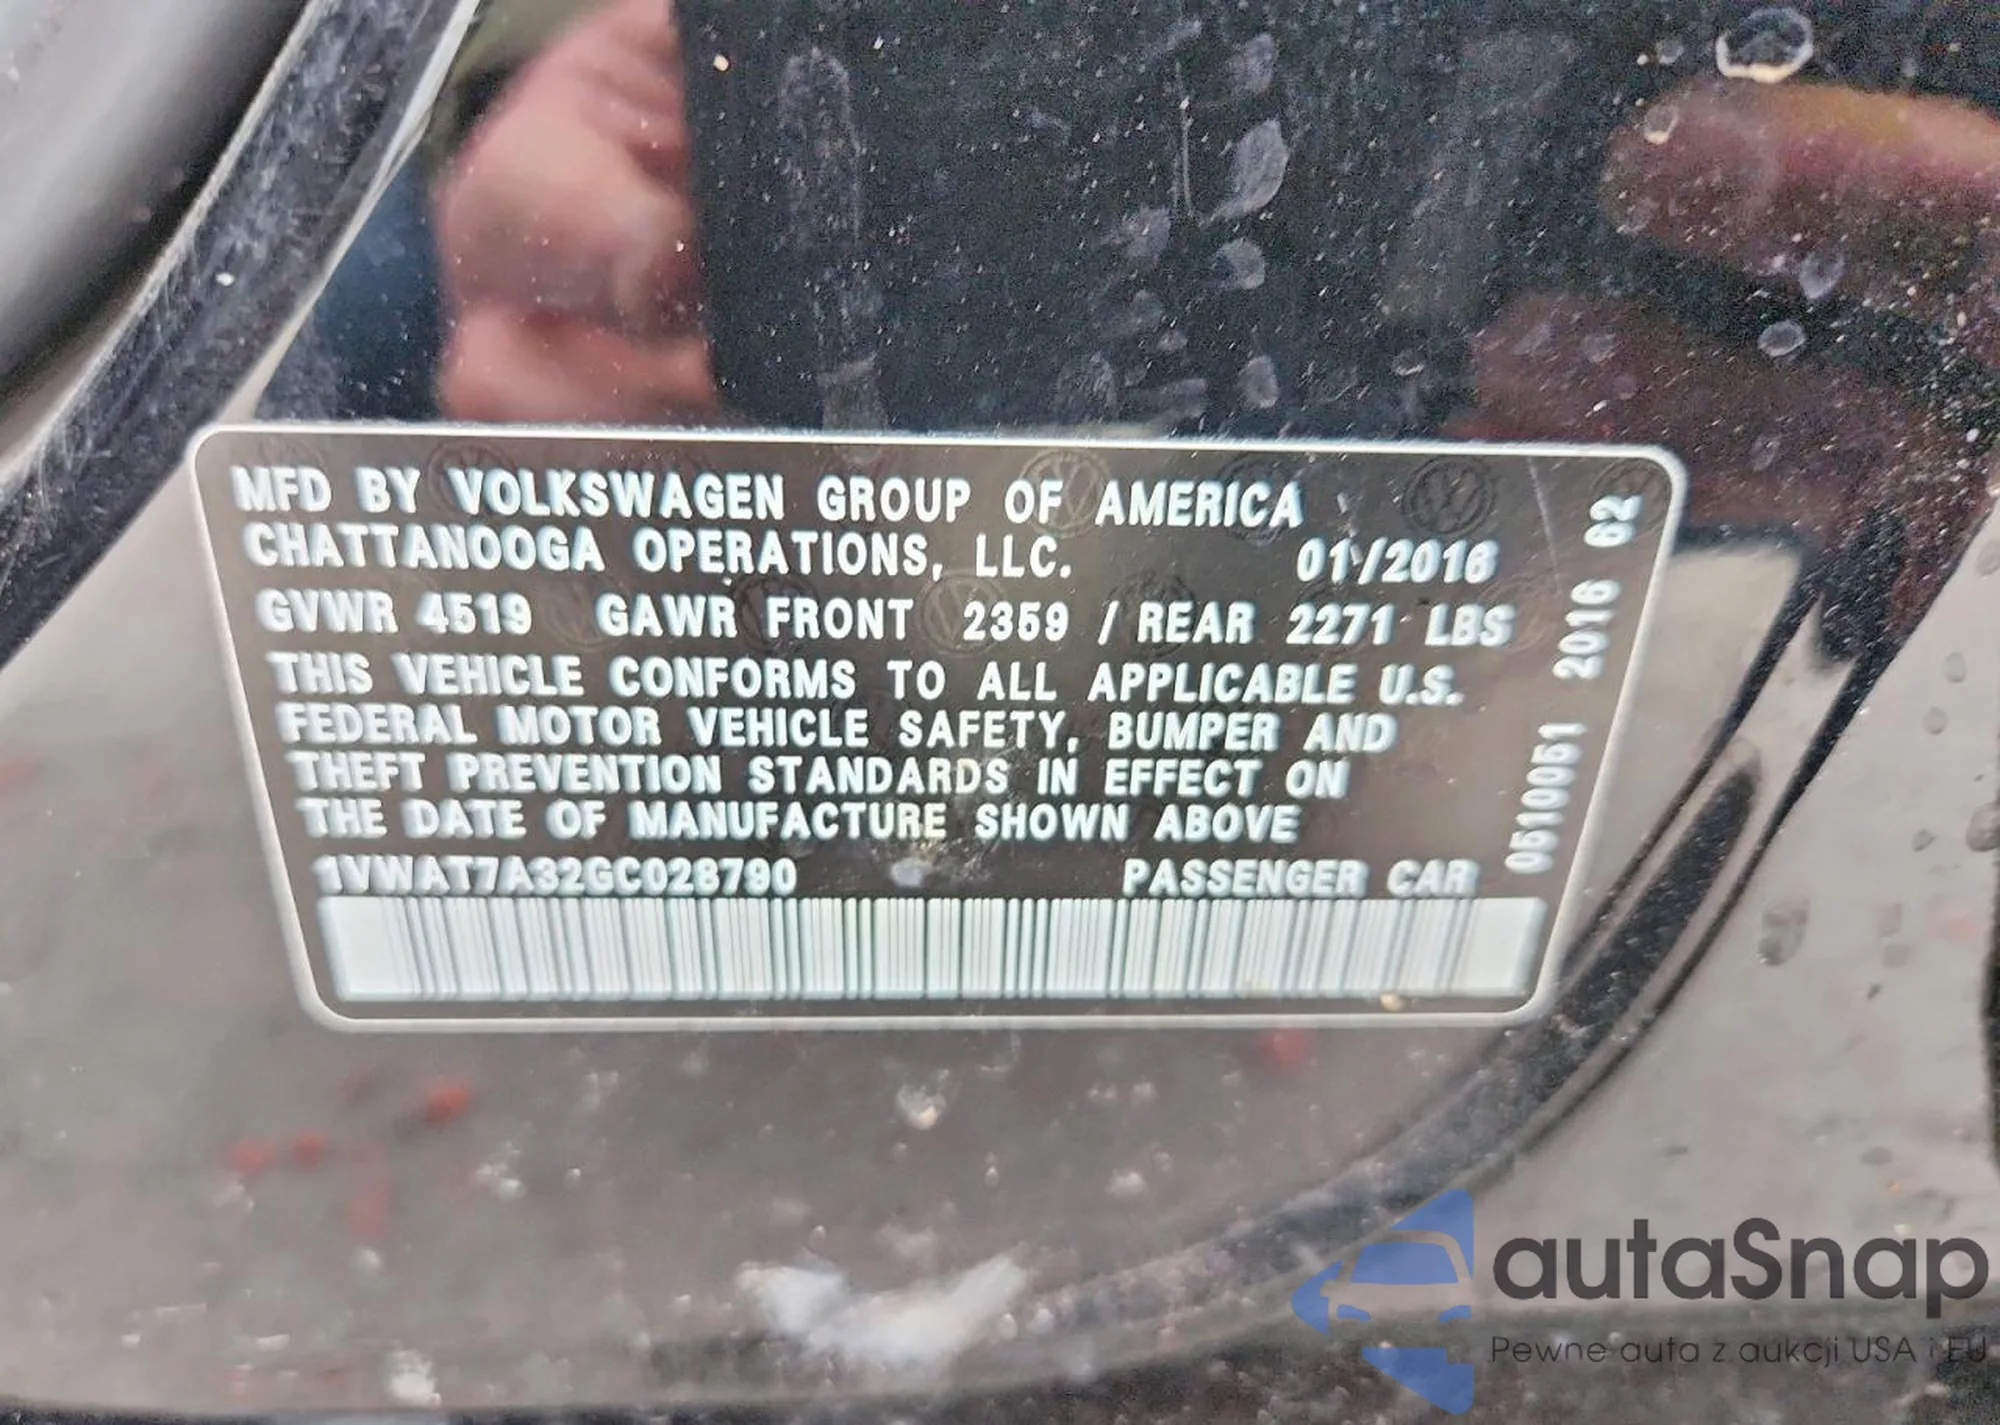 MFD BY VOLKSWAGEN GROUP OF AMERICA
CHATTANOOGA OPERATIONS, LLC. 01/2016
GVWR 4519 GAWR FRONT 2359 / REAR 2271 LBS
THIS VEHICLE CONFORMS TO ALL APPLICABLE U.S.
FEDERAL MOTOR VEHICLE SAFETY, BUMPER AND
THEFT PREVENTION STANDARDS IN EFFECT ON
THE DATE OF MANUFACTURE SHOWN ABOVE
1VWAT7A32GC028790 PASSENGER CAR
0510051 2016 62
autaSnap
Pewne auta z aukcji USA i EU